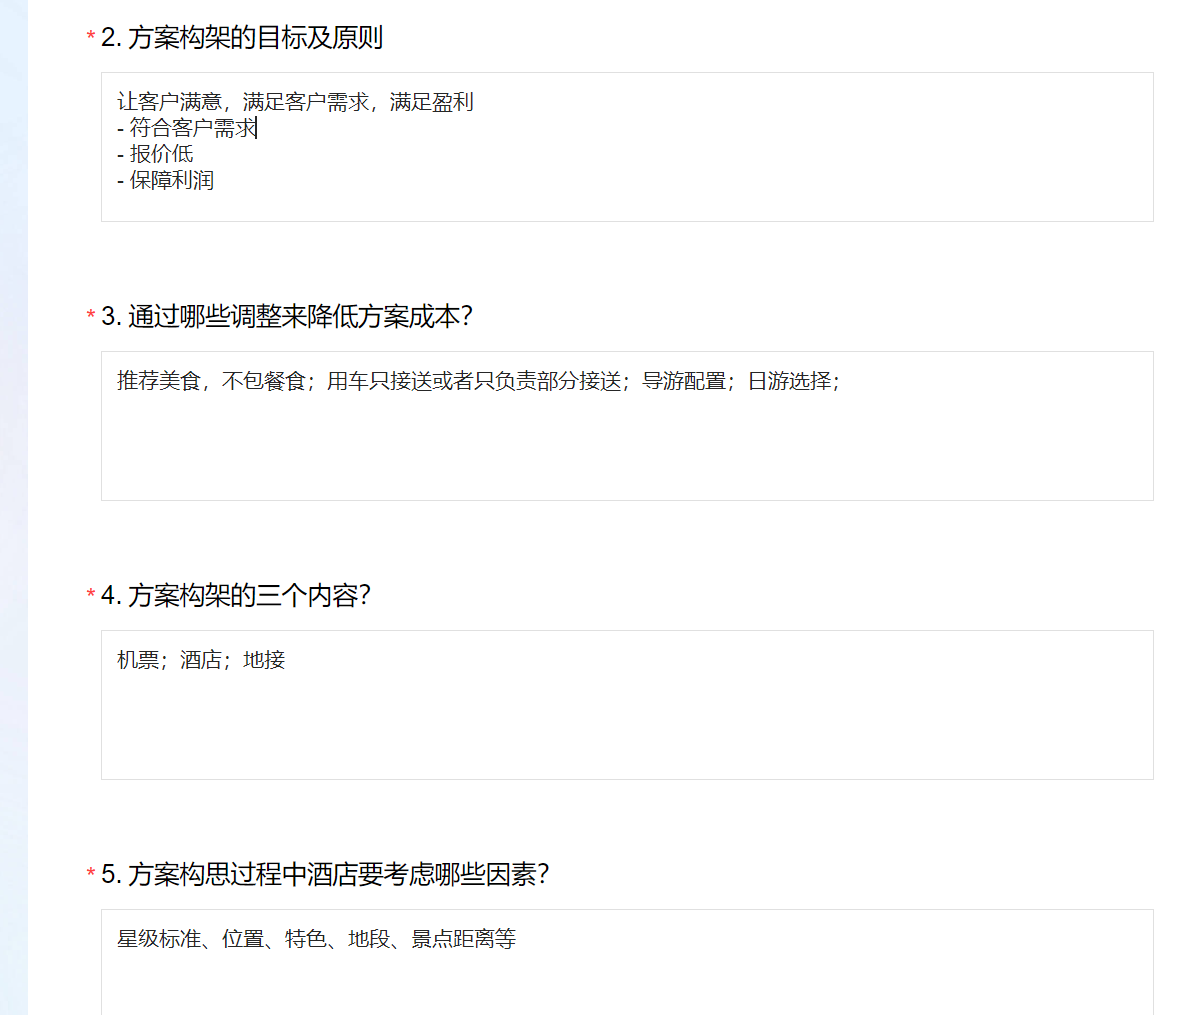 * 2. 方案构架的目标及原则
让客户满意，满足客户需求，满足盈利
- 符合客户需求
- 报价低
- 保障利润
* 3. 通过哪些调整来降低方案成本？
推荐美食，不包餐食；用车只接送或者只负责部分接送；导游配置；日游选择；
* 4. 方案构架的三个内容？
机票；酒店；地接
* 5. 方案构思过程中酒店要考虑哪些因素？
星级标准、位置、特色、地段、景点距离等